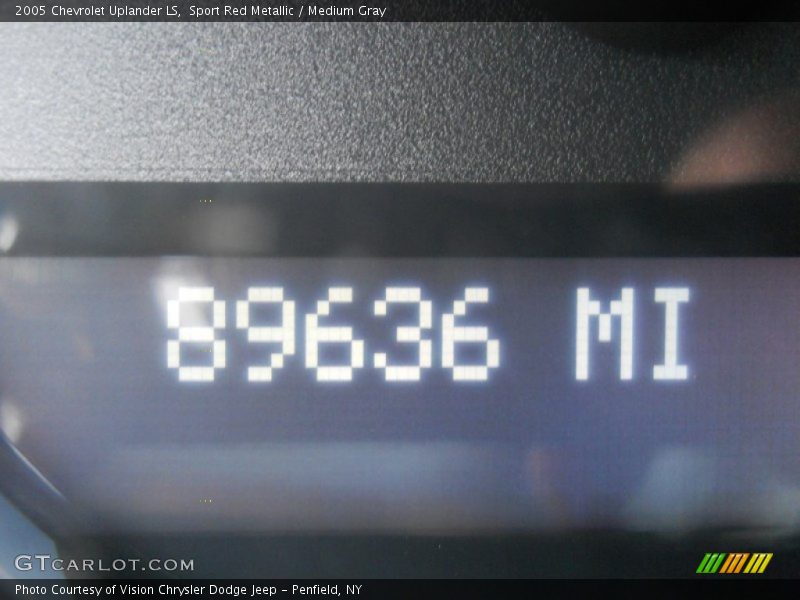 2005 Chevrolet Uplander LS, Sport Red Metallic / Medium Gray
89636 MI
GTCARLOT.COM
Photo Courtesy of Vision Chrysler Dodge Jeep - Penfield, NY